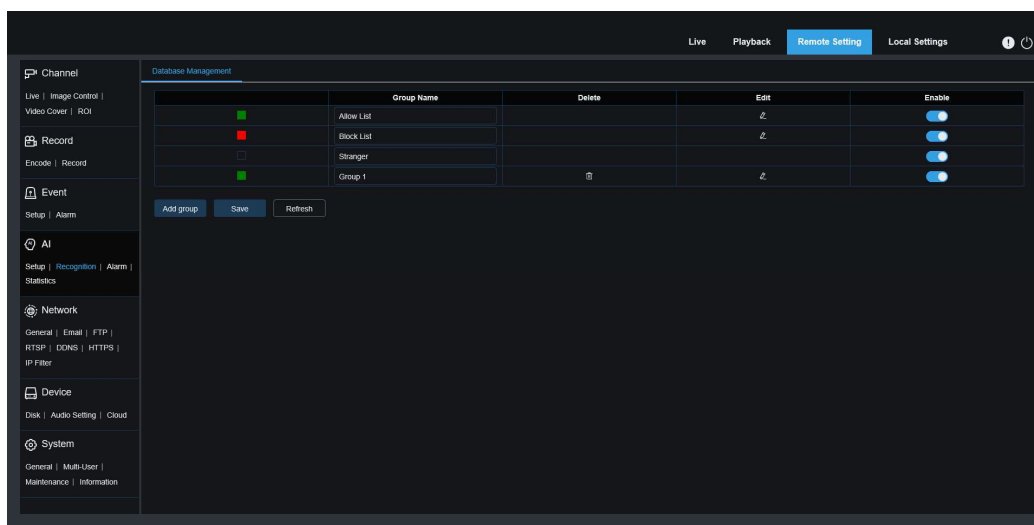 Live Playback Remote Setting Local Settings
Channel
Live | Image Control |
Video Cover | ROI
Record
Encode | Record
Event
Setup | Alarm
AI
Setup | Recognition | Alarm |
Statistics
Network
General | Email | FTP |
RTSP | DDNS | HTTPS |
IP Filter
Device
Disk | Audio Setting | Cloud
System
General | Multi-User |
Maintenance | Information
Database Management
Group Name Delete Edit Enable
Allow List
Block List
Stranger
Group 1
Add group Save Refresh